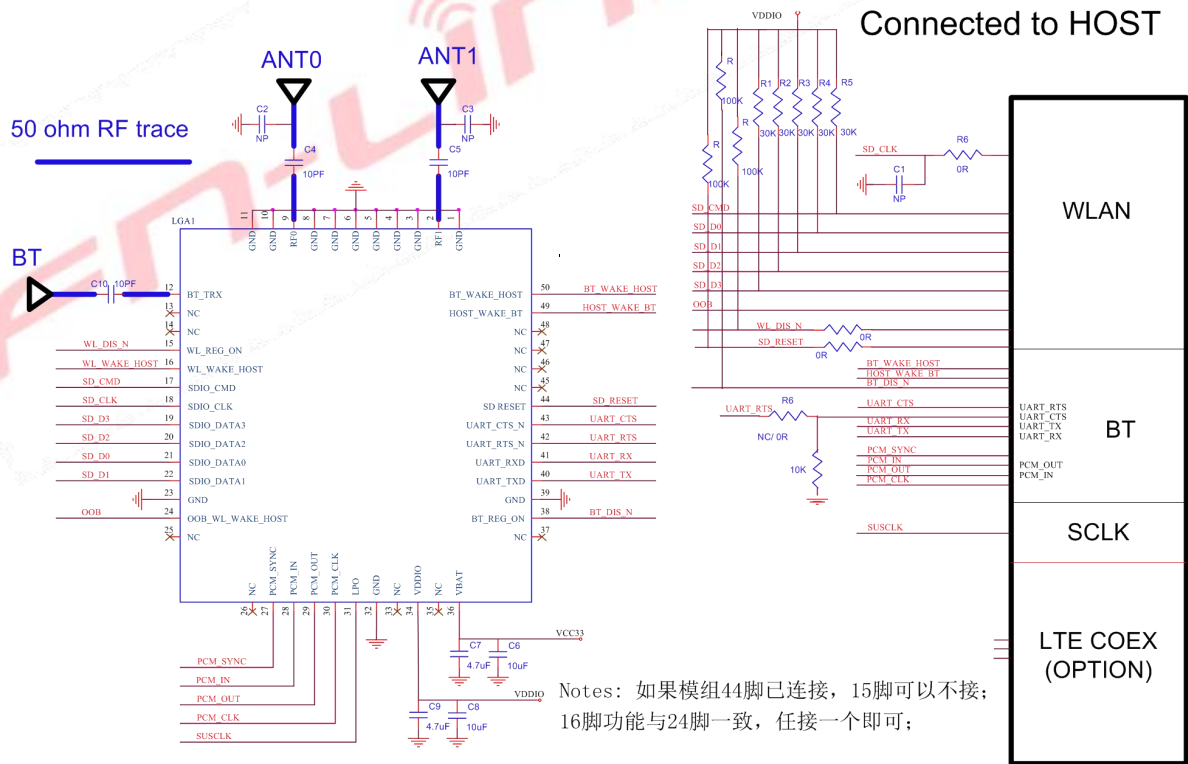 Connected to HOST
VDDIO
ANT0
ANT1
50 ohm RF trace
C2
NP
C3
NP
C4
10PF
C5
10PF
R
100K
R
100K
R
100K
R1
R2
R3
R4
R5
30K
30K
30K
30K
30K
SD_CLK
R6
0R
C1
NP
SD_CMD
SD_D0
SD_D1
SD_D2
SD_D3
OOB
WL_DIS_N
0R
SD_RESET
0R
WLAN
LGA1
11
10
9
8
7
6
5
4
3
2
1
GND
GND
RF0
GND
GND
GND
GND
GND
GND
RF1
GND
BT
C10
10PF
12
BT_TRX
13
NC
14
NC
WL_DIS_N
15
WL_REG_ON
WL_WAKE_HOST
16
WL_WAKE_HOST
SD_CMD
17
SDIO_CMD
SD_CLK
18
SDIO_CLK
SD_D3
19
SDIO_DATA3
SD_D2
20
SDIO_DATA2
SD_D0
21
SDIO_DATA0
SD_D1
22
SDIO_DATA1
23
GND
OOB
24
OOB_WL_WAKE_HOST
25
NC
BT_WAKE_HOST
50
BT_WAKE_HOST
HOST_WAKE_BT
49
HOST_WAKE_BT
NC
48
NC
47
NC
46
NC
45
SD RESET
44
SD_RESET
UART_CTS_N
43
UART_CTS
UART_RTS_N
42
UART_RTS
UART_RXD
41
UART_RX
UART_TXD
40
UART_TX
GND
39
BT_REG_ON
38
BT_DIS_N
NC
37
NC
PCM_SYNC
PCM_IN
PCM_OUT
PCM_CLK
LPO
GND
NC
VDDIO
NC
VBAT
26
27
28
29
30
31
32
33
34
35
36
PCM_SYNC
PCM_IN
PCM_OUT
PCM_CLK
SUSCLK
VCC33
C7
4.7uF
C6
10uF
VDDIO
C9
4.7uF
C8
10uF
BT_WAKE_HOST
HOST_WAKE_BT
BT_DIS_N
UART_CTS
UART_RTS
R6
NC/ 0R
10K
UART_RX
UART_TX
PCM_SYNC
PCM_IN
PCM_OUT
PCM_CLK
SUSCLK
UART_RTS
UART_CTS
UART_TX
UART_RX
PCM_OUT
PCM_IN
BT
SCLK
LTE COEX
(OPTION)
Notes: 如果模组44脚已连接，15脚可以不接；
16脚功能与24脚一致，任接一个即可；